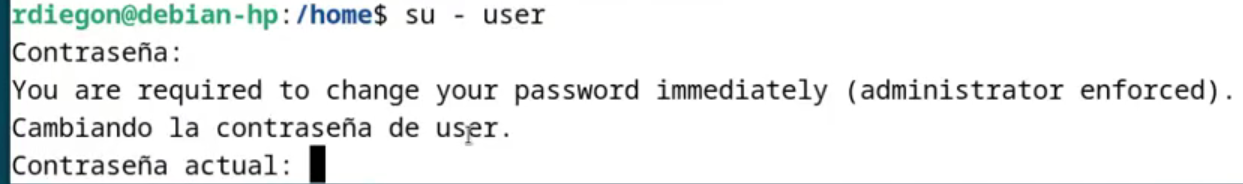 rdiegon@debian-hp:/home$ su - user
Contraseña:
You are required to change your password immediately (administrator enforced).
Cambiando la contraseña de user.
Contraseña actual: